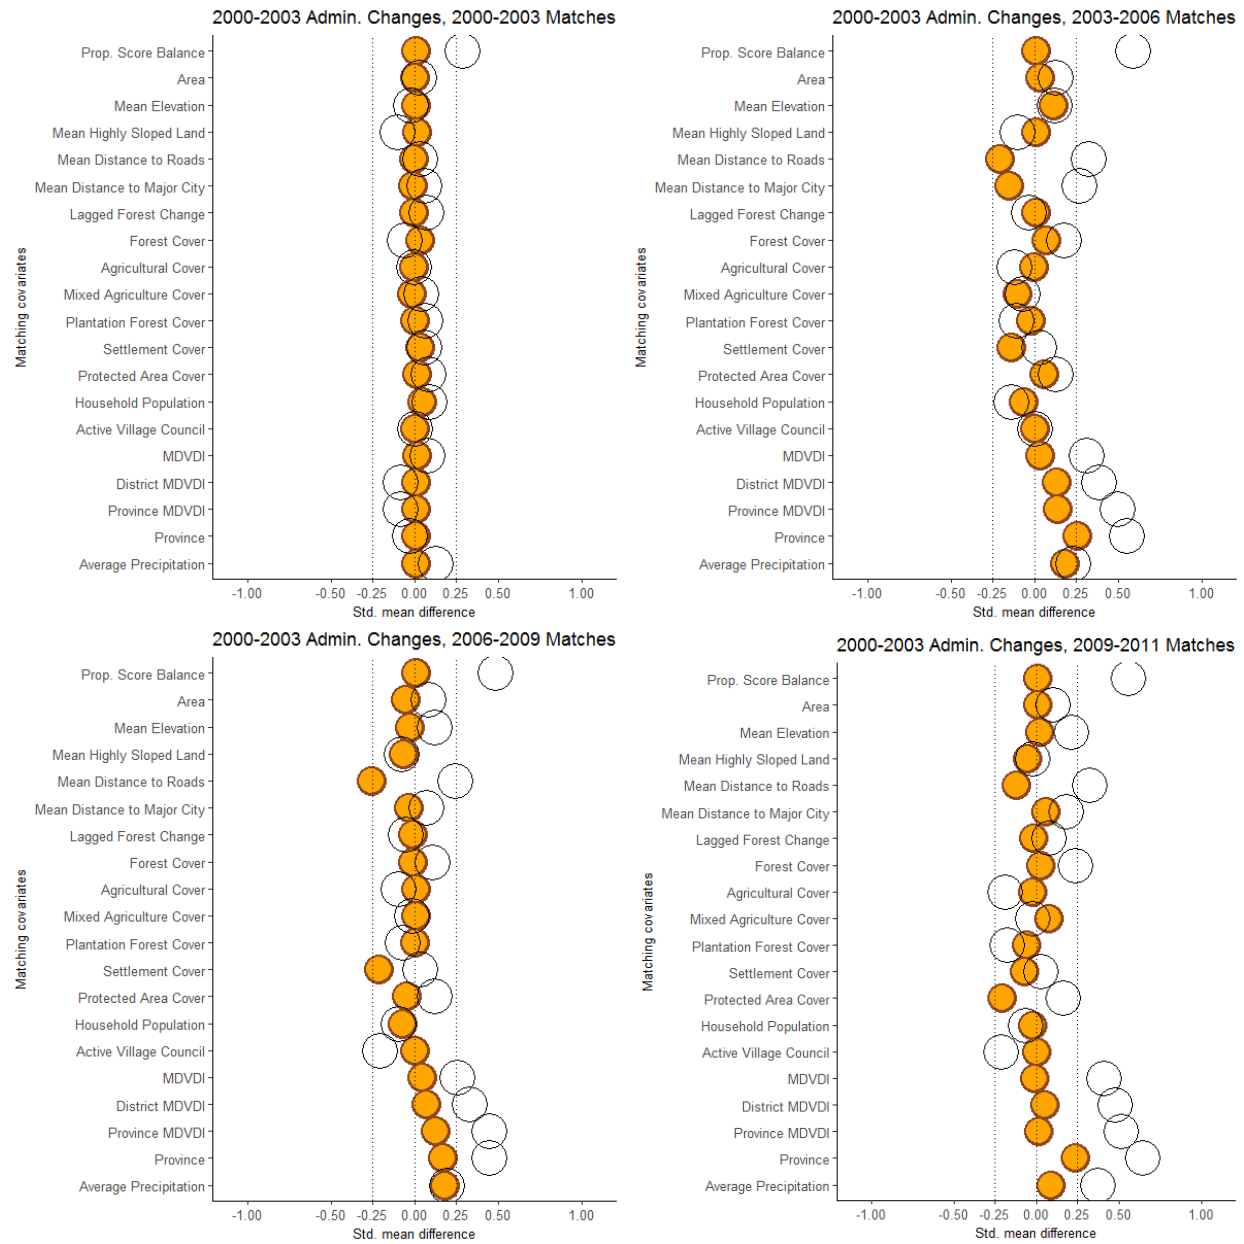 2000-2003 Admin. Changes, 2000-2003 Matches
Matching covariates
Prop. Score Balance
Area
Mean Elevation
Mean Highly Sloped Land
Mean Distance to Roads
Mean Distance to Major City
Lagged Forest Change
Forest Cover
Agricultural Cover
Mixed Agriculture Cover
Plantation Forest Cover
Settlement Cover
Protected Area Cover
Household Population
Active Village Council
MDVDI
District MDVDI
Province MDVDI
Province
Average Precipitation
-1.00 -0.50 -0.25 0.00 0.25 0.50 1.00
Std. mean difference
2000-2003 Admin. Changes, 2003-2006 Matches
Matching covariates
Prop. Score Balance
Area
Mean Elevation
Mean Highly Sloped Land
Mean Distance to Roads
Mean Distance to Major City
Lagged Forest Change
Forest Cover
Agricultural Cover
Mixed Agriculture Cover
Plantation Forest Cover
Settlement Cover
Protected Area Cover
Household Population
Active Village Council
MDVDI
District MDVDI
Province MDVDI
Province
Average Precipitation
-1.00 -0.50 -0.25 0.00 0.25 0.50 1.00
Std. mean difference
2000-2003 Admin. Changes, 2006-2009 Matches
Matching covariates
Prop. Score Balance
Area
Mean Elevation
Mean Highly Sloped Land
Mean Distance to Roads
Mean Distance to Major City
Lagged Forest Change
Forest Cover
Agricultural Cover
Mixed Agriculture Cover
Plantation Forest Cover
Settlement Cover
Protected Area Cover
Household Population
Active Village Council
MDVDI
District MDVDI
Province MDVDI
Province
Average Precipitation
-1.00 -0.50 -0.25 0.00 0.25 0.50 1.00
Std. mean difference
2000-2003 Admin. Changes, 2009-2011 Matches
Matching covariates
Prop. Score Balance
Area
Mean Elevation
Mean Highly Sloped Land
Mean Distance to Roads
Mean Distance to Major City
Lagged Forest Change
Forest Cover
Agricultural Cover
Mixed Agriculture Cover
Plantation Forest Cover
Settlement Cover
Protected Area Cover
Household Population
Active Village Council
MDVDI
District MDVDI
Province MDVDI
Province
Average Precipitation
-1.00 -0.50 -0.25 0.00 0.25 0.50 1.00
Std. mean difference